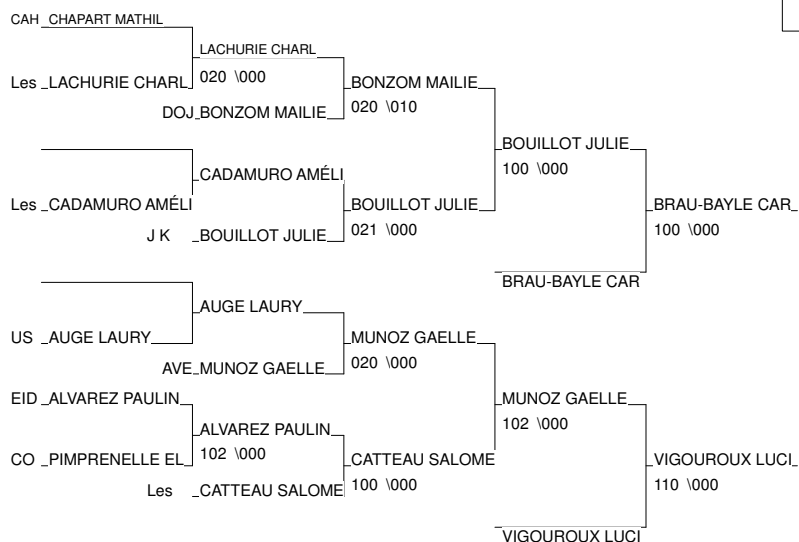 CAH CHAPART MATHIL
LACHURIE CHARL
Les LACHURIE CHARL 020 \000 BONZOM MAILIE
DOJ BONZOM MAILIE 020 \010
BOUILLOT JULIE
100 \000
CADAMURO AMÉLI
Les CADAMURO AMÉLI BOUILLOT JULIE BRAU-BAYLE CAR
J K BOUILLOT JULIE 021 \000 100 \000
BRAU-BAYLE CAR
AUGE LAURY
US AUGE LAURY MUNOZ GAELLE
AVE MUNOZ GAELLE 020 \000
EID ALVAREZ PAULIN MUNOZ GAELLE
102 \000
ALVAREZ PAULIN
CO PIMPRENELLE EL 102 \000 CATTEAU SALOME VIGOUROUX LUCI
Les CATTEAU SALOME 100 \000 110 \000
VIGOUROUX LUCI